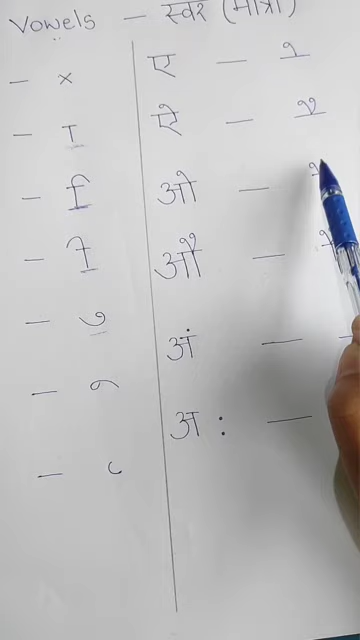 Vowels – स्वर (मात्रा)
– x
– ा
– ि
– ी
– ु
– ू
– ृ
ए – े
ऐ – ै
ओ –
औ –
अं –
अ: –